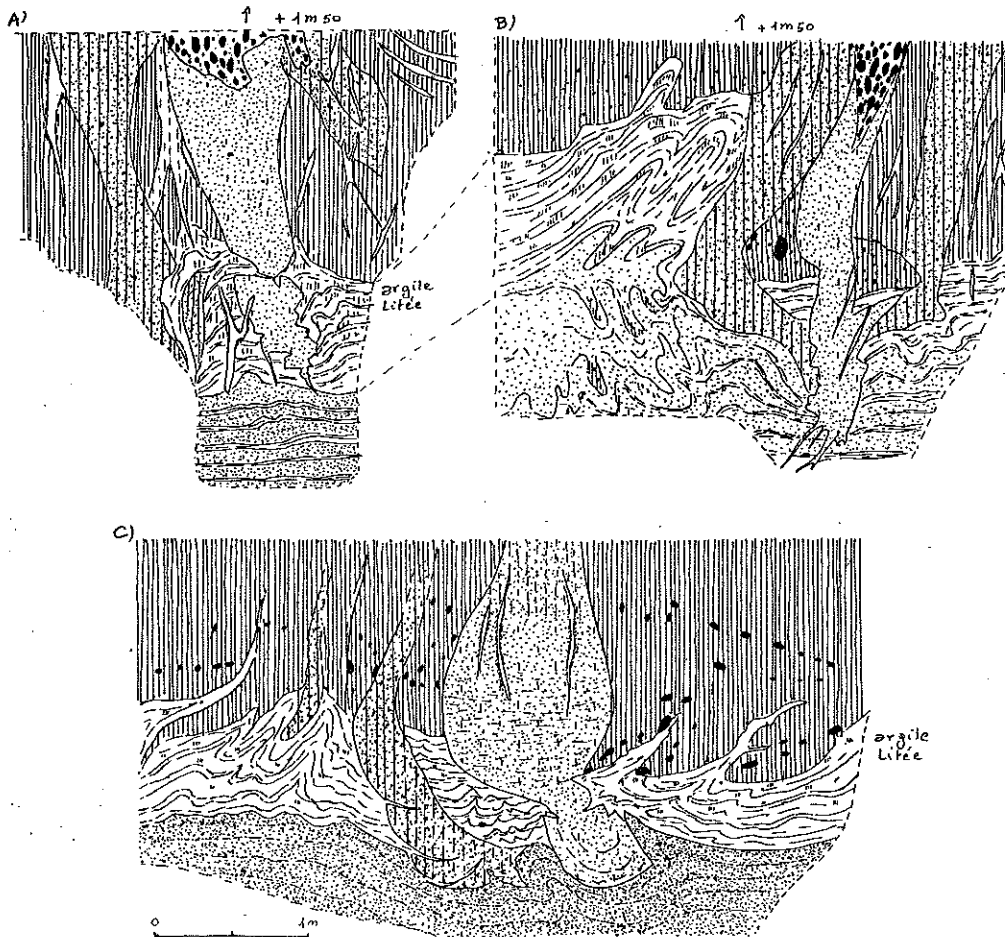 A)
↑ + 1m 50
B)
↑ + 1m 50
argile
Litée
C)
argile
Litée
0
1m